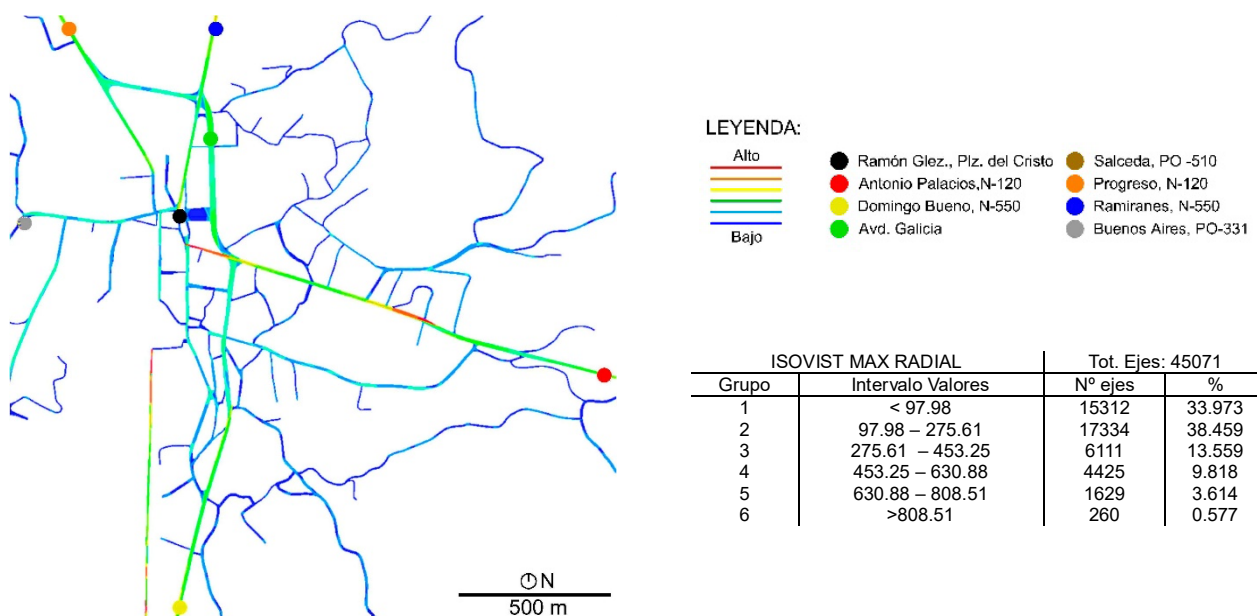 LEYENDA:
Alto
Bajo
Ramón Glez., Plz. del Cristo
Antonio Palacios,N-120
Domingo Bueno, N-550
Avd. Galicia
Salceda, PO -510
Progreso, N-120
Ramiranes, N-550
Buenos Aires, PO-331
N
500 m
ISOVIST MAX RADIAL Tot. Ejes: 45071
Grupo Intervalo Valores Nº ejes %
1 < 97.98 15312 33.973
2 97.98 – 275.61 17334 38.459
3 275.61 – 453.25 6111 13.559
4 453.25 – 630.88 4425 9.818
5 630.88 – 808.51 1629 3.614
6 >808.51 260 0.577